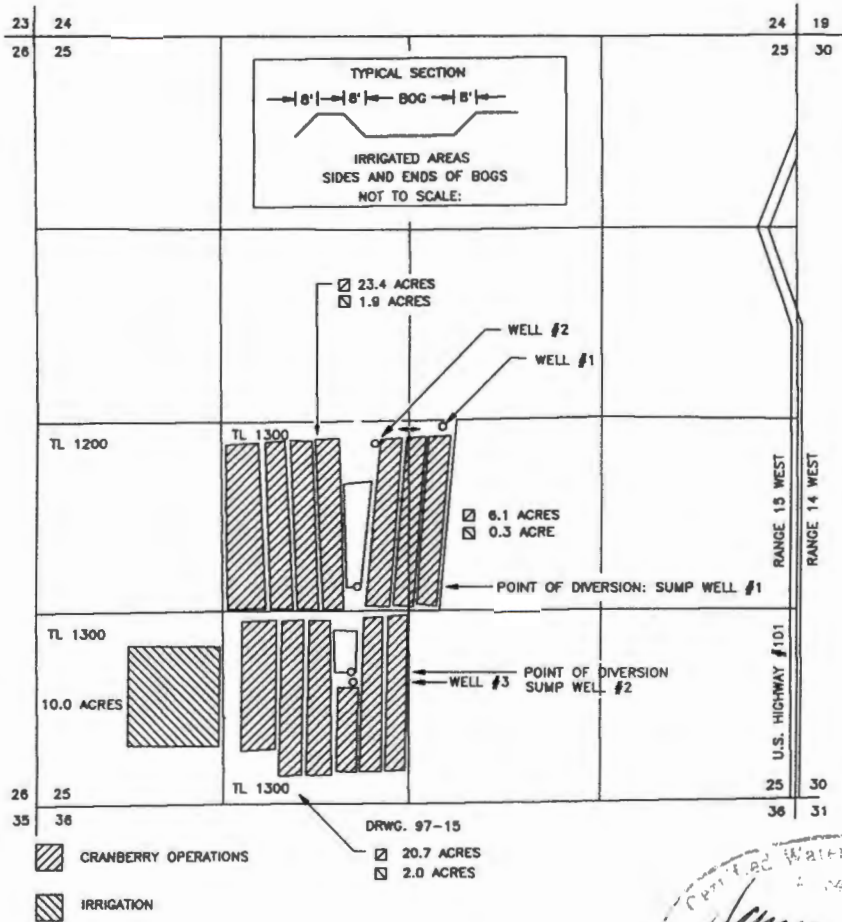 23 24 24 19
26 25 25 30
TYPICAL SECTION
8' 8' BOG 8'
IRRIGATED AREAS
SIDES AND ENDS OF BOGS
NOT TO SCALE:
23.4 ACRES
1.9 ACRES
WELL #2
WELL #1
TL 1200
TL 1300
6.1 ACRES
0.3 ACRE
POINT OF DIVERSION: SUMP WELL #1
RANGE 15 WEST
RANGE 14 WEST
U.S. HIGHWAY #101
TL 1300
10.0 ACRES
WELL #3
POINT OF DIVERSION
SUMP WELL #2
TL 1300
26 25 25 30
35 36 36 31
DRWG. 97-15
20.7 ACRES
2.0 ACRES
CRANBERRY OPERATIONS
IRRIGATION
Certified Water